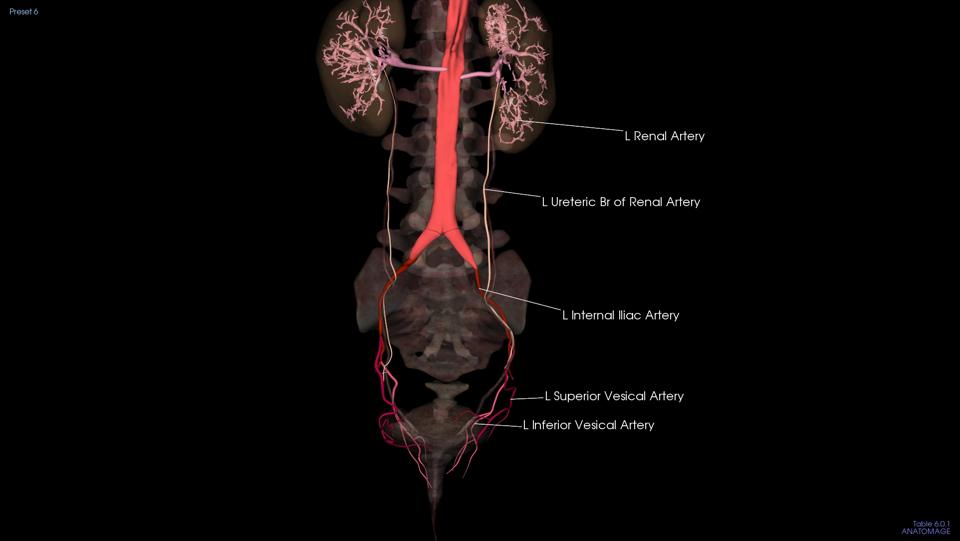 Preset 6
L Renal Artery
L Ureteric Br of Renal Artery
L Internal Iliac Artery
L Superior Vesical Artery
L Inferior Vesical Artery
Table 6.0.1
ANATOMAGE